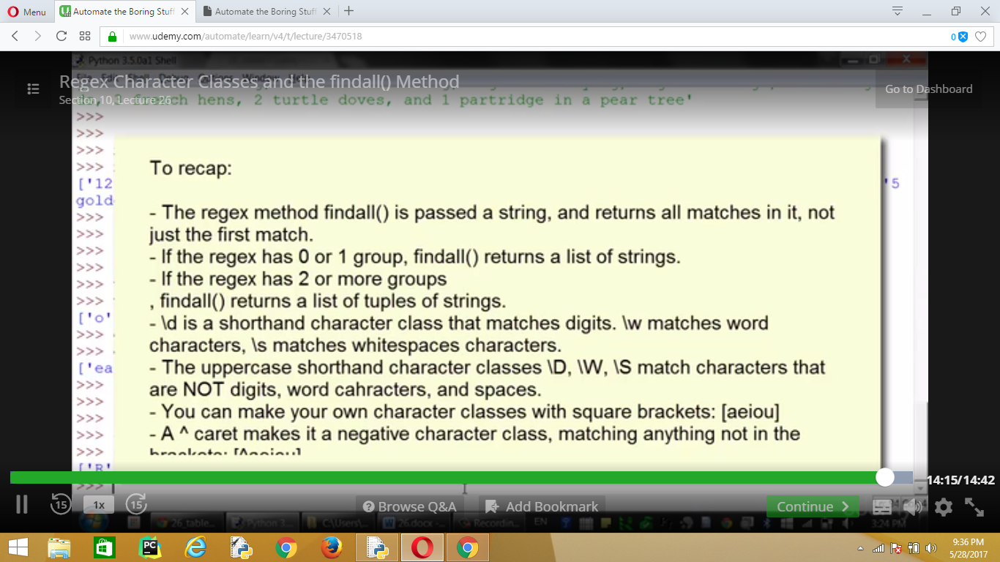 Menu
Automate the Boring Stuff
Automate the Boring Stuff
www.udemy.com/automate/learn/v4/t/lecture/3470518
0
Python 3.5.0a1 Shell
Regex Character Classes and the findall() Method
Section 10, Lecture 26
Go to Dashboard
hens, 2 turtle doves, and 1 partridge in a pear tree'
>>>
>>>
>>>
>>>
['12
'5
gold
>>>
>>>
>>>
>>>
>>>
>>>
['o'
>>>
>>>
['ea
>>>
>>>
>>>
>>>
>>>
['R'
>>>
To recap:
- The regex method findall() is passed a string, and returns all matches in it, not
just the first match.
- If the regex has 0 or 1 group, findall() returns a list of strings.
- If the regex has 2 or more groups
, findall() returns a list of tuples of strings.
- \d is a shorthand character class that matches digits. \w matches word
characters, \s matches whitespaces characters.
- The uppercase shorthand character classes \D, \W, \S match characters that
are NOT digits, word cahracters, and spaces.
- You can make your own character classes with square brackets: [aeiou]
- A ^ caret makes it a negative character class, matching anything not in the
brackets: [^aeiou]
14:15/14:42
15
1x
15
Browse Q&A
Add Bookmark
Continue
26_table...
Python 3...
C:\Users\...
26.docx -...
Recordin...
EN
3:24 PM
PC
9:36 PM
5/28/2017